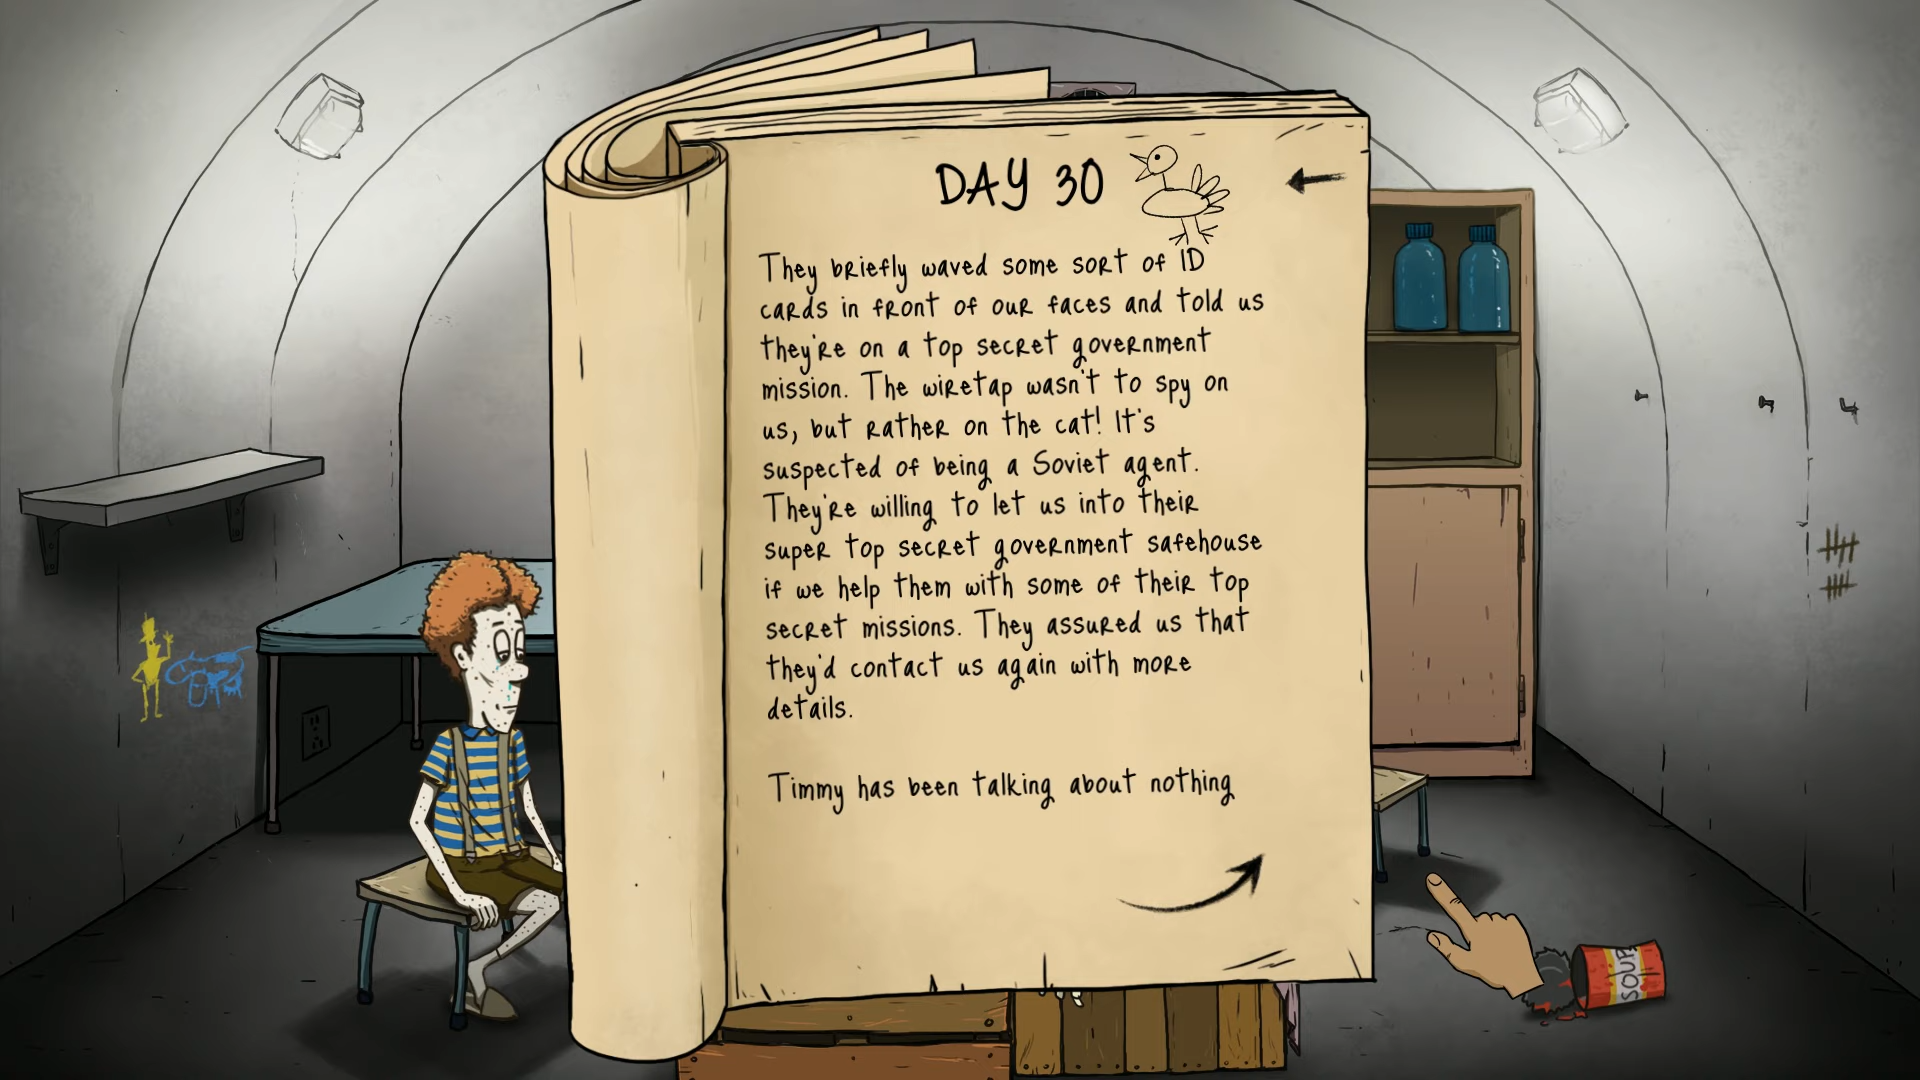 DAY 30
They briefly waved some sort of ID
cards in front of our faces and told us
they're on a top secret government
mission. The wiretap wasn't to spy on
us, but rather on the cat! It's
suspected of being a Soviet agent.
They're willing to let us into their
super top secret government safehouse
if we help them with some of their top
secret missions. They assured us that
they'd contact us again with more
details.
Timmy has been talking about nothing
SOUP